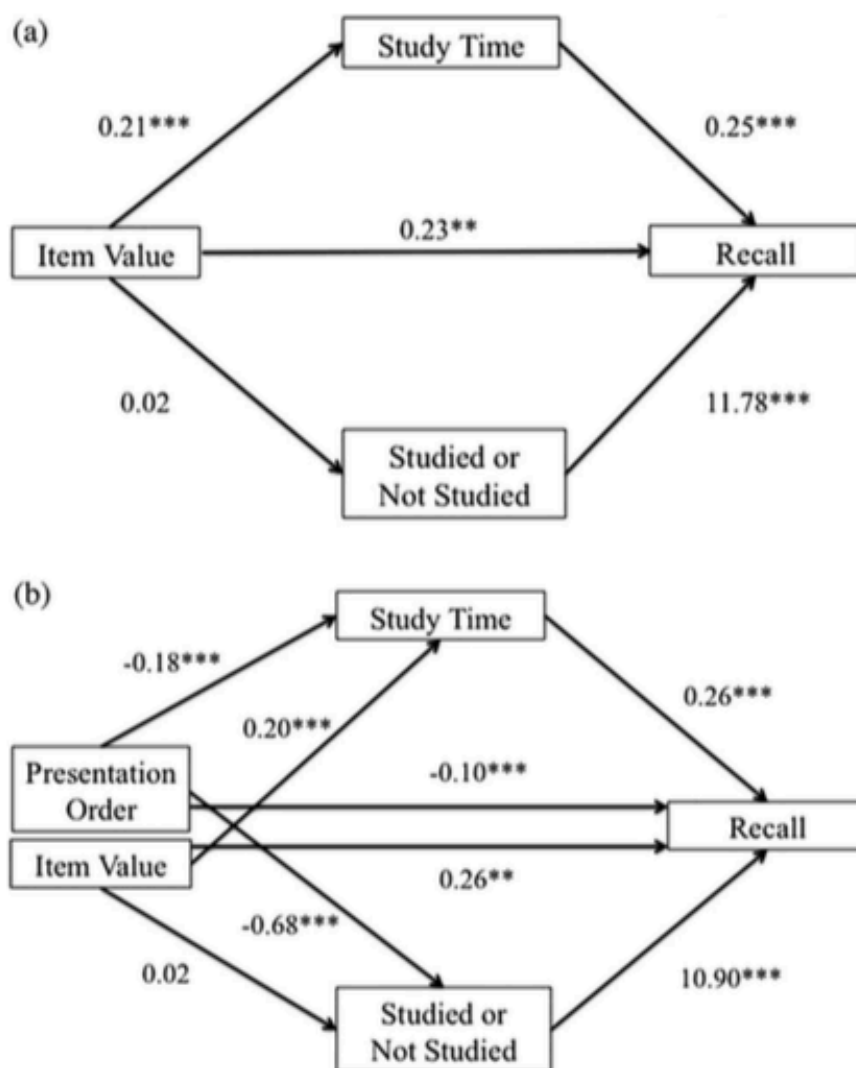 (a)
Study Time
0.21***
0.25***
0.23**
Item Value
Recall
0.02
11.78***
Studied or
Not Studied
(b)
Study Time
-0.18***
0.20***
0.26***
Presentation
Order
-0.10***
Recall
Item Value
0.26**
-0.68***
0.02
10.90***
Studied or
Not Studied